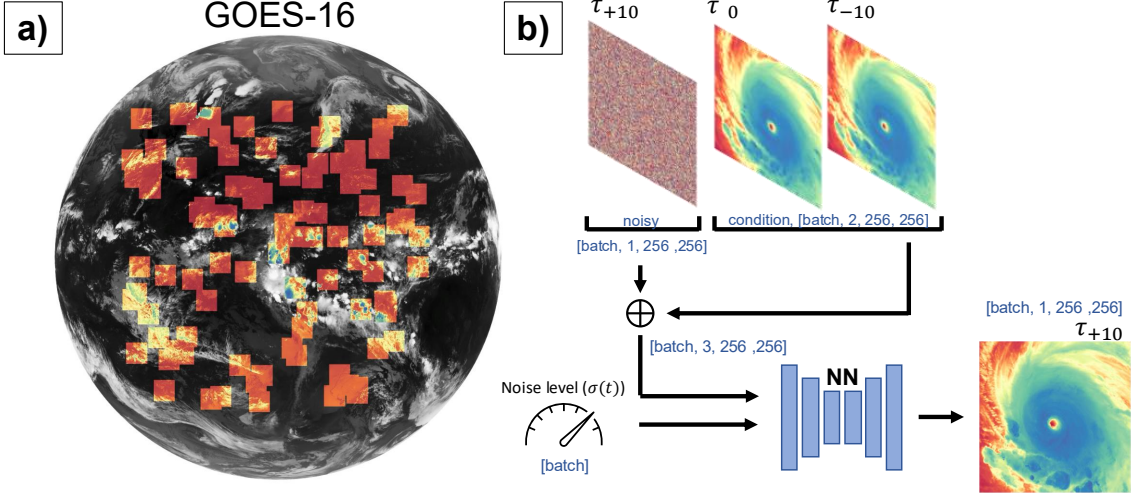 a)
GOES-16
b)
τ+10
τ 0
τ−10
noisy
condition, [batch, 2, 256, 256]
[batch, 1, 256 ,256]
[batch, 3, 256 ,256]
Noise level (σ(t))
[batch]
NN
[batch, 1, 256 ,256]
τ+10